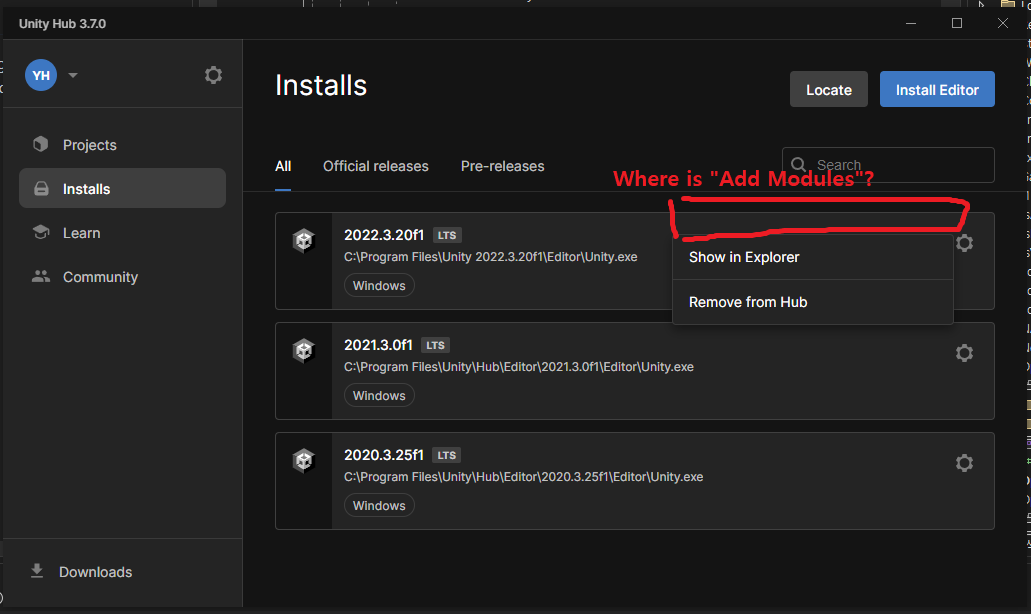 Unity Hub 3.7.0
YH
Installs
Locate
Install Editor
Projects
Installs
Learn
Community
All
Official releases
Pre-releases
Search
Where is "Add Modules"?
2022.3.20f1 LTS
C:\Program Files\Unity 2022.3.20f1\Editor\Unity.exe
Windows
Show in Explorer
Remove from Hub
2021.3.0f1 LTS
C:\Program Files\Unity\Hub\Editor\2021.3.0f1\Editor\Unity.exe
Windows
2020.3.25f1 LTS
C:\Program Files\Unity\Hub\Editor\2020.3.25f1\Editor\Unity.exe
Windows
Downloads